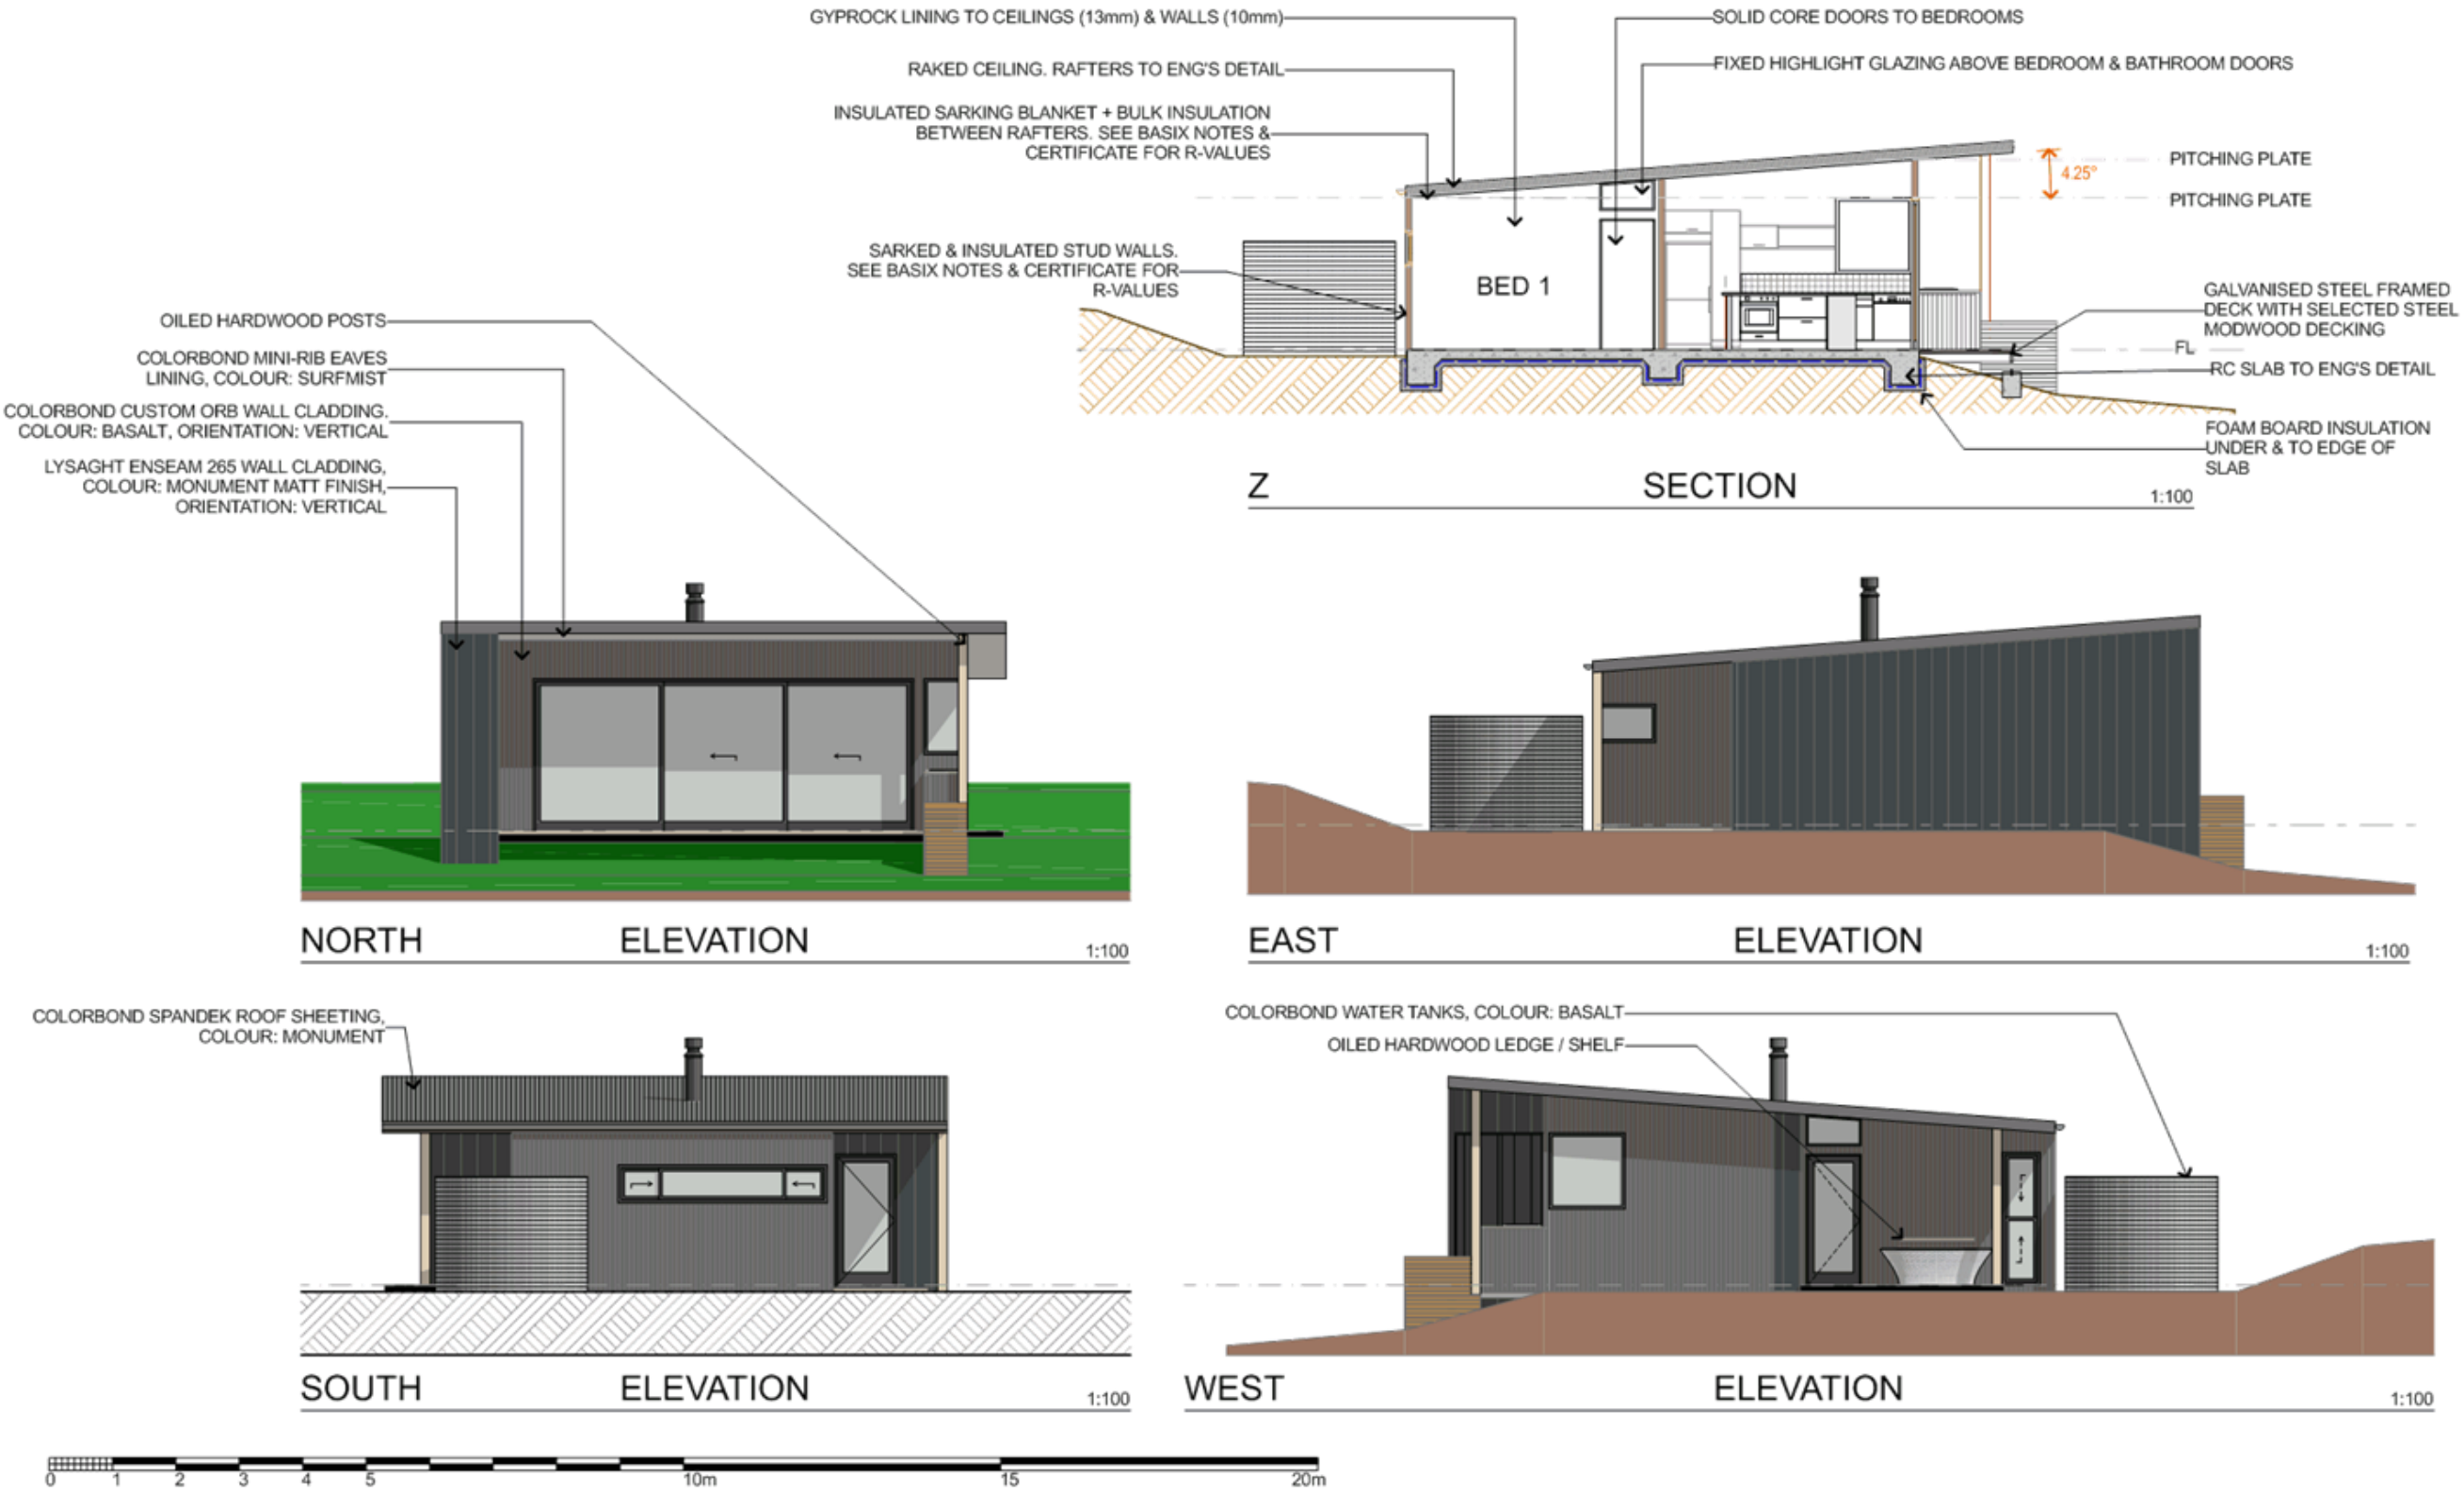 GYPROCK LINING TO CEILINGS (13mm) & WALLS (10mm)
RAKED CEILING. RAFTERS TO ENG'S DETAIL
INSULATED SARKING BLANKET + BULK INSULATION
BETWEEN RAFTERS. SEE BASIX NOTES &
CERTIFICATE FOR R-VALUES
SARKED & INSULATED STUD WALLS.
SEE BASIX NOTES & CERTIFICATE FOR
R-VALUES
SOLID CORE DOORS TO BEDROOMS
FIXED HIGHLIGHT GLAZING ABOVE BEDROOM & BATHROOM DOORS
PITCHING PLATE
4.25°
PITCHING PLATE
BED 1
GALVANISED STEEL FRAMED
DECK WITH SELECTED STEEL
MODWOOD DECKING
FL
RC SLAB TO ENG'S DETAIL
FOAM BOARD INSULATION
UNDER & TO EDGE OF
SLAB
Z SECTION 1:100
OILED HARDWOOD POSTS
COLORBOND MINI-RIB EAVES
LINING, COLOUR: SURFMIST
COLORBOND CUSTOM ORB WALL CLADDING.
COLOUR: BASALT, ORIENTATION: VERTICAL
LYSAGHT ENSEAM 265 WALL CLADDING,
COLOUR: MONUMENT MATT FINISH,
ORIENTATION: VERTICAL
NORTH ELEVATION 1:100
EAST ELEVATION 1:100
COLORBOND SPANDEK ROOF SHEETING,
COLOUR: MONUMENT
SOUTH ELEVATION 1:100
COLORBOND WATER TANKS, COLOUR: BASALT
OILED HARDWOOD LEDGE / SHELF
WEST ELEVATION 1:100
0 1 2 3 4 5 10m 15 20m